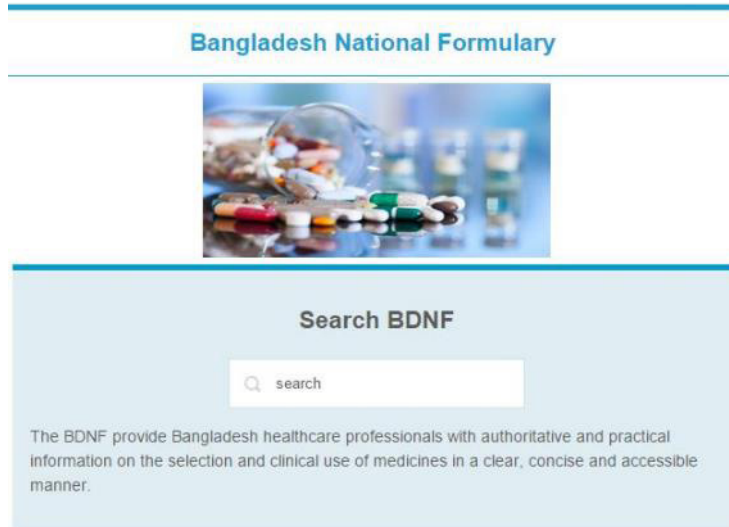 Bangladesh National Formulary
Search BDNF
search
The BDNF provide Bangladesh healthcare professionals with authoritative and practical
information on the selection and clinical use of medicines in a clear, concise and accessible
manner.